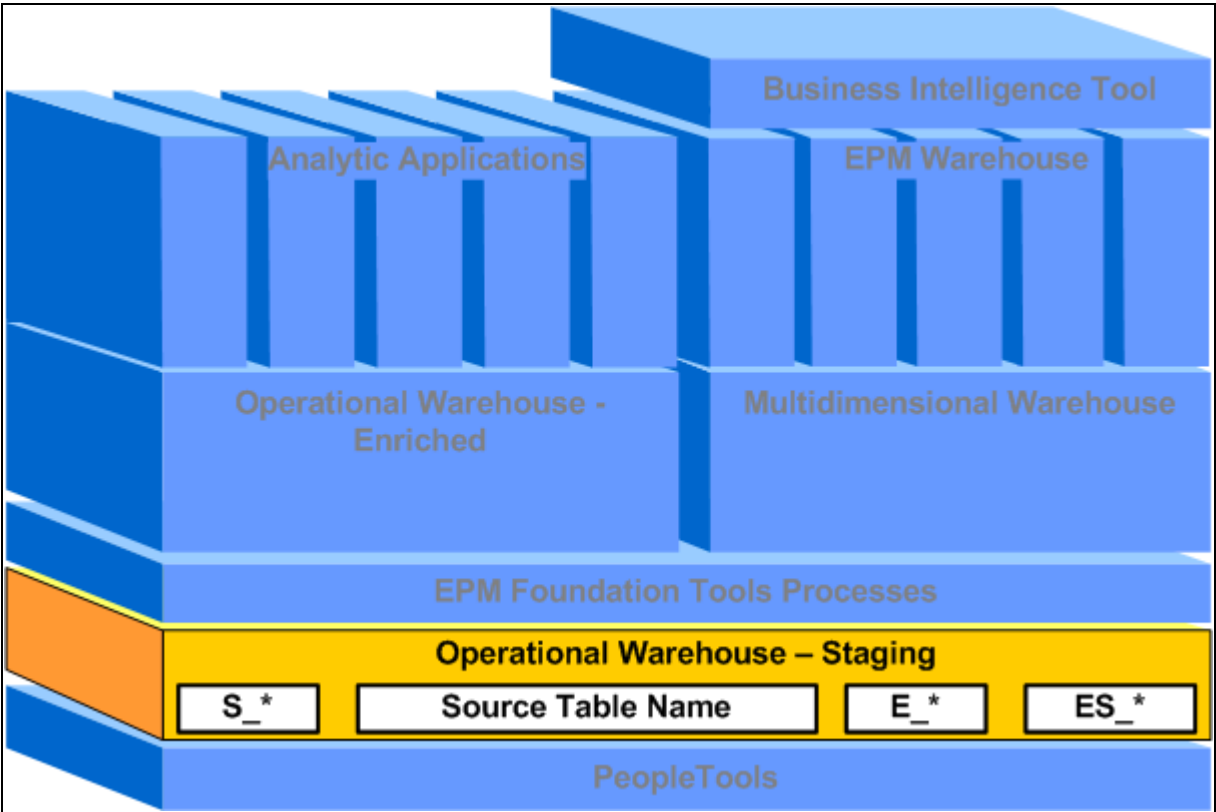 Business Intelligence Tool
Analytic Applications
EPM Warehouse
Operational Warehouse -
Enriched
Multidimensional Warehouse
EPM Foundation Tools Processes
Operational Warehouse – Staging
S_*
Source Table Name
E_*
ES_*
PeopleTools